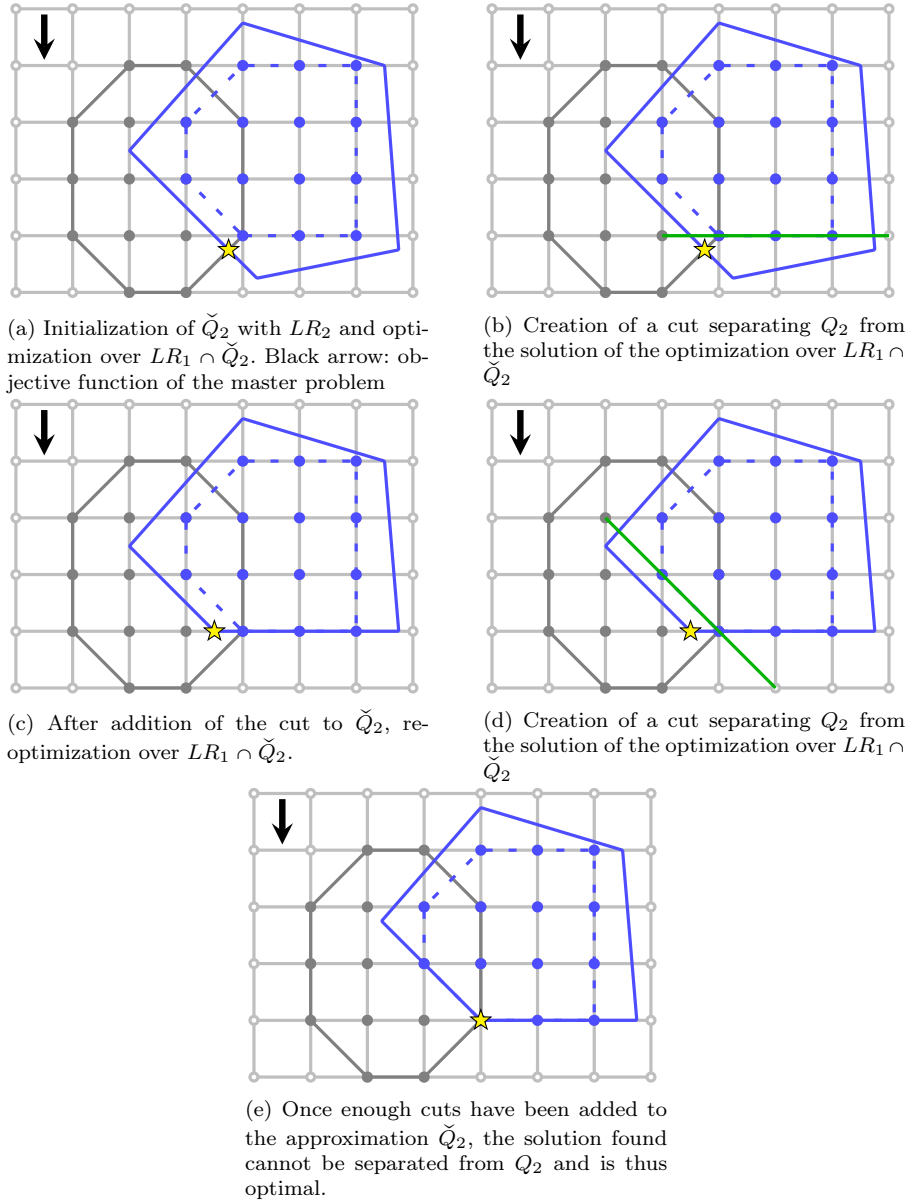 (a) Initialization of Q̌₂ with LR₂ and opti-
mization over LR₁ ∩ Q̌₂. Black arrow: ob-
jective function of the master problem
(b) Creation of a cut separating Q₂ from
the solution of the optimization over LR₁ ∩
Q̌₂
(c) After addition of the cut to Q̌₂, re-
optimization over LR₁ ∩ Q̌₂.
(d) Creation of a cut separating Q₂ from
the solution of the optimization over LR₁ ∩
Q̌₂
(e) Once enough cuts have been added to
the approximation Q̌₂, the solution found
cannot be separated from Q₂ and is thus
optimal.